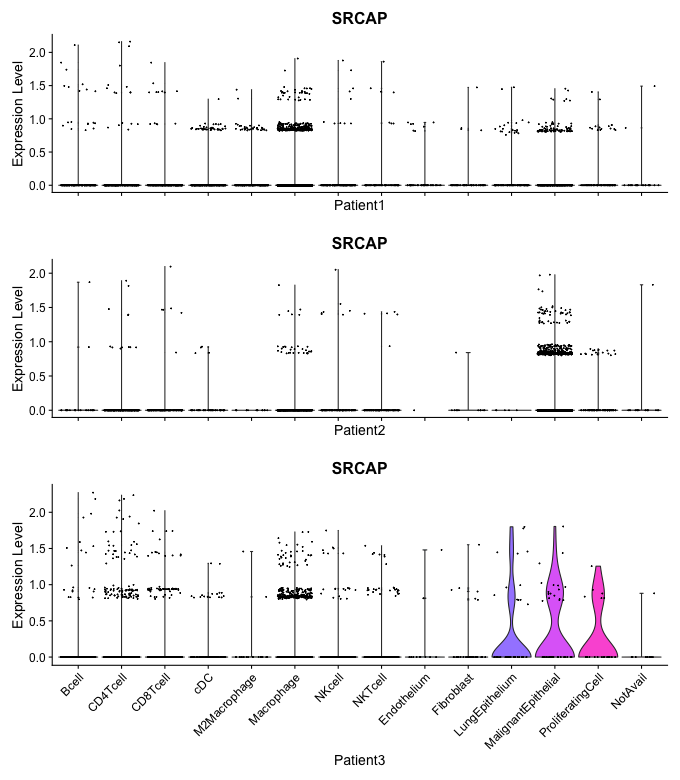 SRCAP
Expression Level
2.0
1.5
1.0
0.5
0.0
Patient1
SRCAP
Expression Level
2.0
1.5
1.0
0.5
0.0
Patient2
SRCAP
Expression Level
2.0
1.5
1.0
0.5
0.0
Bcell
CD4Tcell
CD8Tcell
cDC
M2Macrophage
Macrophage
NKcell
NKTcell
Endothelium
Fibroblast
LungEpithelium
MalignantEpithelial
ProliferatingCell
NotAvail
Patient3